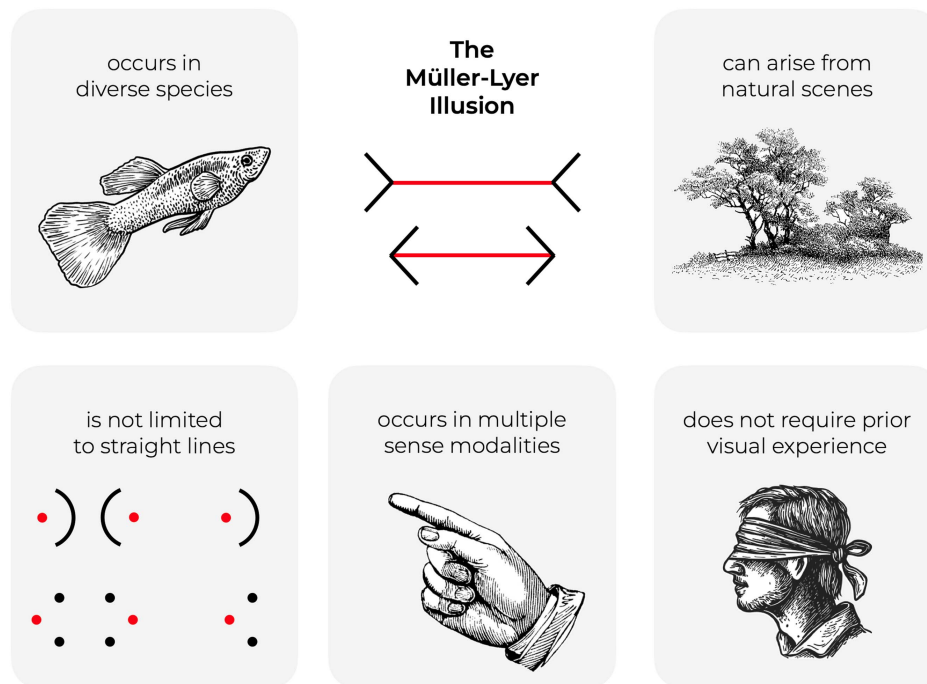 occurs in
diverse species
The
Müller-Lyer
Illusion
can arise from
natural scenes
is not limited
to straight lines
occurs in multiple
sense modalities
does not require prior
visual experience